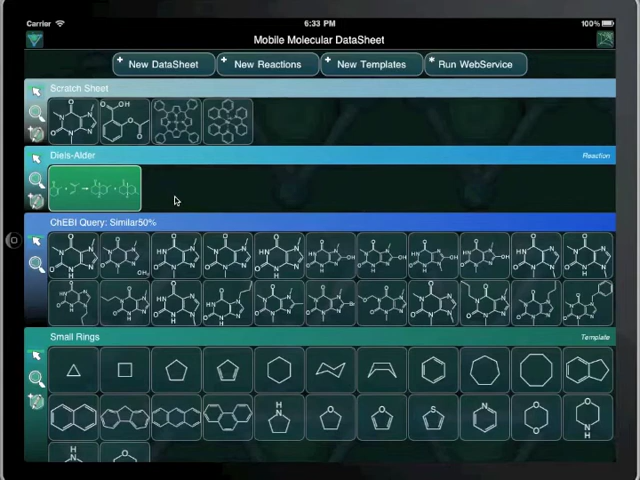 Carrier 6:33 PM 100%
Mobile Molecular DataSheet
+ New DataSheet + New Reactions + New Templates * Run WebService
Scratch Sheet
Diels-Alder Reaction
ChEBI Query: Similar50%
Small Rings Template